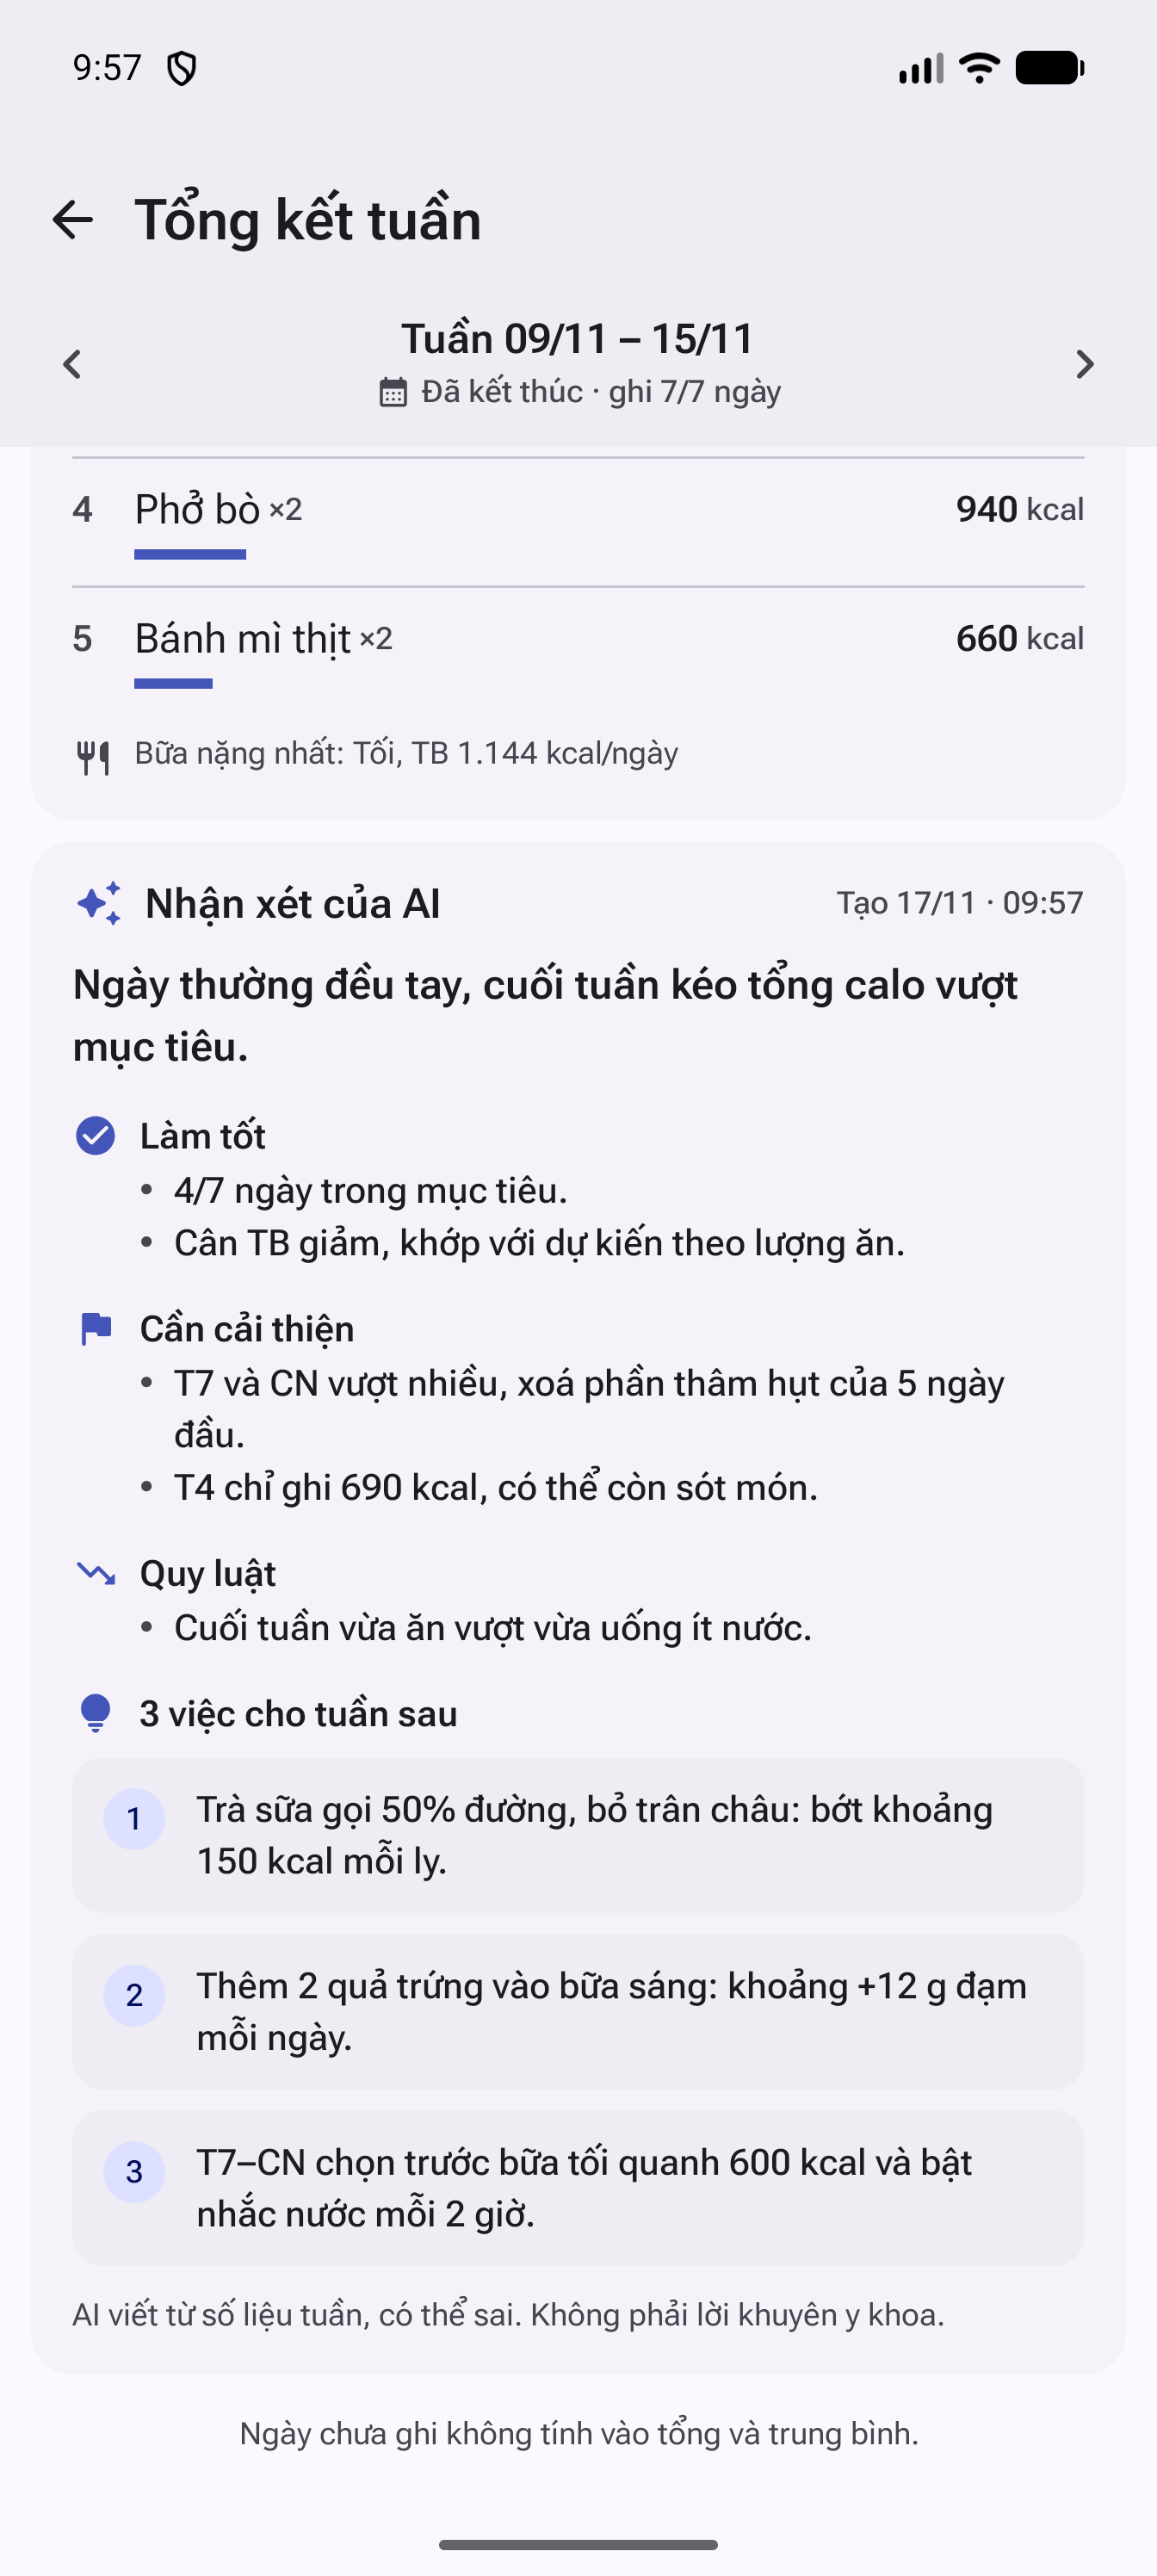 9:57
Tổng kết tuần
Tuần 09/11 – 15/11
Đã kết thúc · ghi 7/7 ngày
4 Phở bò ×2 940 kcal
5 Bánh mì thịt ×2 660 kcal
Bữa nặng nhất: Tối, TB 1.144 kcal/ngày
Nhận xét của AI Tạo 17/11 · 09:57
Ngày thường đều tay, cuối tuần kéo tổng calo vượt
mục tiêu.
Làm tốt
• 4/7 ngày trong mục tiêu.
• Cân TB giảm, khớp với dự kiến theo lượng ăn.
Cần cải thiện
• T7 và CN vượt nhiều, xoá phần thâm hụt của 5 ngày
đầu.
• T4 chỉ ghi 690 kcal, có thể còn sót món.
Quy luật
• Cuối tuần vừa ăn vượt vừa uống ít nước.
3 việc cho tuần sau
1 Trà sữa gọi 50% đường, bỏ trân châu: bớt khoảng
150 kcal mỗi ly.
2 Thêm 2 quả trứng vào bữa sáng: khoảng +12 g đạm
mỗi ngày.
3 T7–CN chọn trước bữa tối quanh 600 kcal và bật
nhắc nước mỗi 2 giờ.
AI viết từ số liệu tuần, có thể sai. Không phải lời khuyên y khoa.
Ngày chưa ghi không tính vào tổng và trung bình.